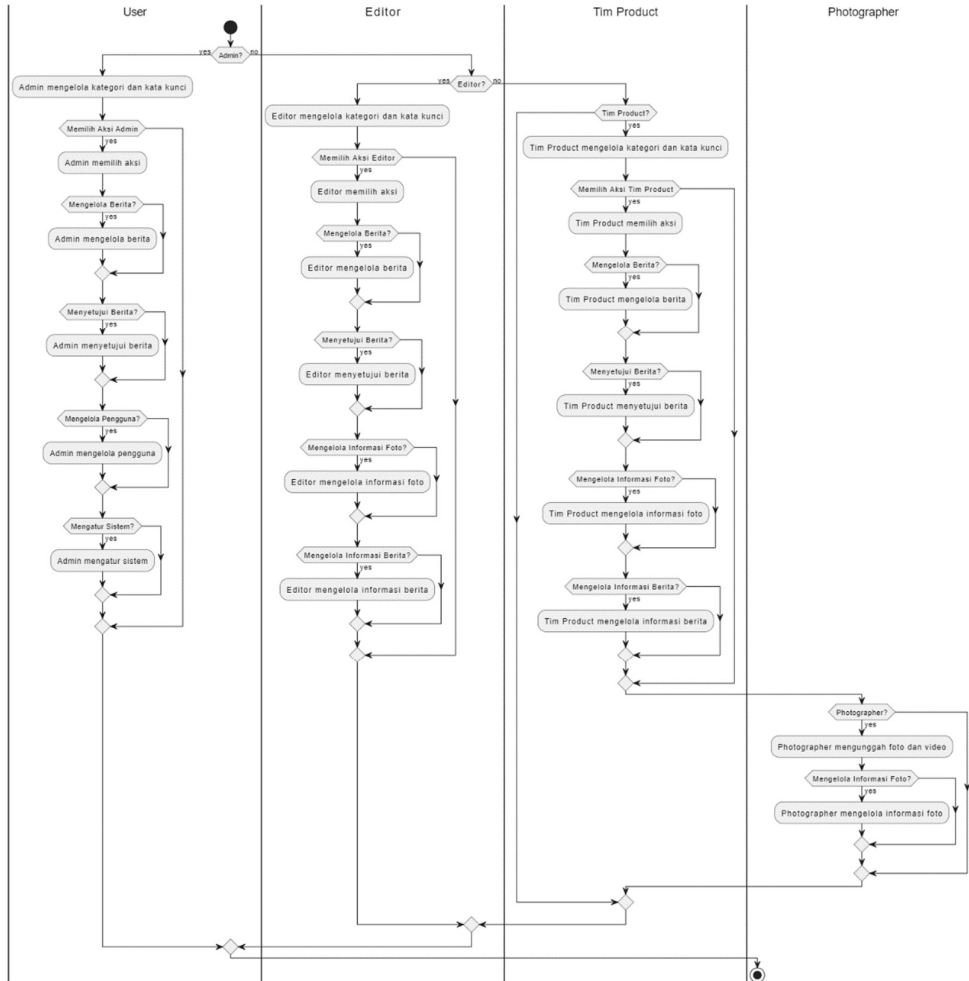 User
Editor
Tim Product
Photographer
yes
Admin?
no
Admin mengelola kategori dan kata kunci
Memilih Aksi Admin
yes
Admin memilih aksi
Mengelola Berita?
yes
Admin mengelola berita
Menyetujui Berita?
yes
Admin menyetujui berita
Mengelola Pengguna?
yes
Admin mengelola pengguna
Mengatur Sistem?
yes
Admin mengatur sistem
yes
Editor?
no
Editor mengelola kategori dan kata kunci
Memilih Aksi Editor
yes
Editor memilih aksi
Mengelola Berita?
yes
Editor mengelola berita
Menyetujui Berita?
yes
Editor menyetujui berita
Mengelola Informasi Foto?
yes
Editor mengelola informasi foto
Mengelola Informasi Berita?
yes
Editor mengelola informasi berita
Tim Product?
yes
Tim Product mengelola kategori dan kata kunci
Memilih Aksi Tim Product
yes
Tim Product memilih aksi
Mengelola Berita?
yes
Tim Product mengelola berita
Menyetujui Berita?
yes
Tim Product menyetujui berita
Mengelola Informasi Foto?
yes
Tim Product mengelola informasi foto
Mengelola Informasi Berita?
yes
Tim Product mengelola informasi berita
Photographer?
yes
Photographer mengunggah foto dan video
Mengelola Informasi Foto?
yes
Photographer mengelola informasi foto